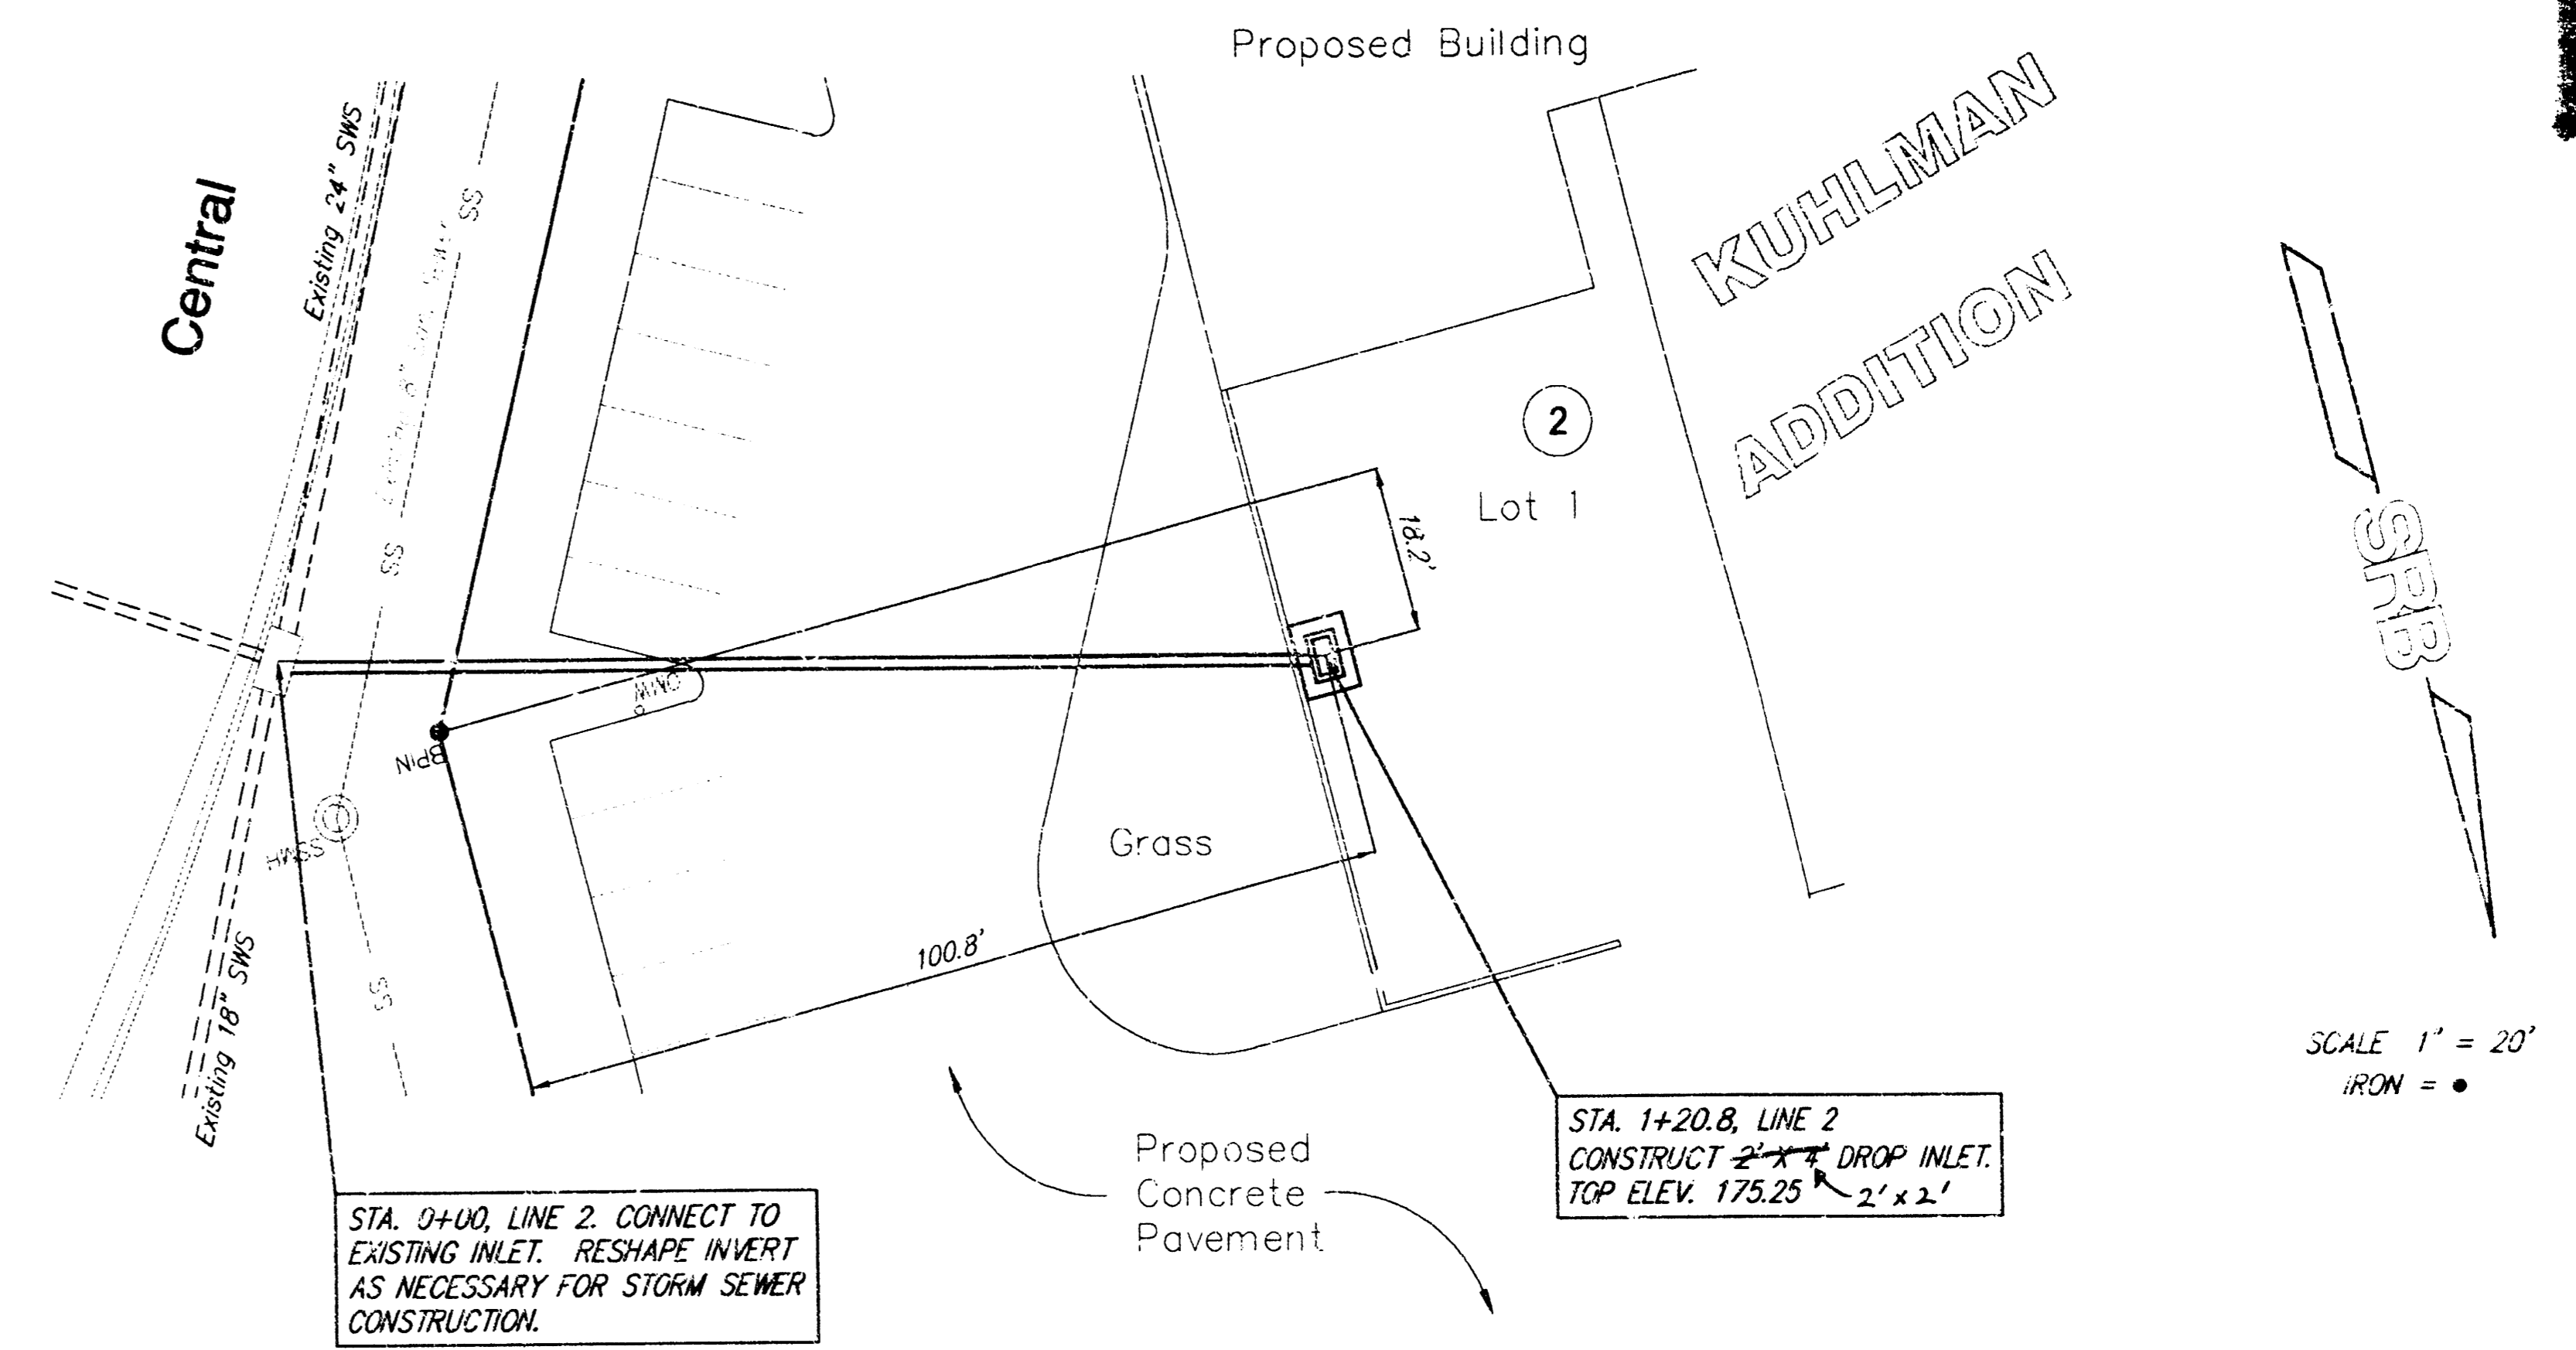 Proposed Building
Central
Existing 24" SWS
SS
KUHLMAN
ADDITION
2
Lot 1
18.2'
SS
SRB
OMW
BPIN
SSMH
Grass
100.8'
Existing 18" SWS
SS
SCALE 1" = 20'
IRON = ●
Proposed
Concrete
Pavement
STA. 1+20.8, LINE 2
CONSTRUCT 2' X 4' DROP INLET.
TOP ELEV. 175.25 2' x 2'
STA. 0+00, LINE 2. CONNECT TO
EXISTING INLET. RESHAPE INVERT
AS NECESSARY FOR STORM SEWER
CONSTRUCTION.